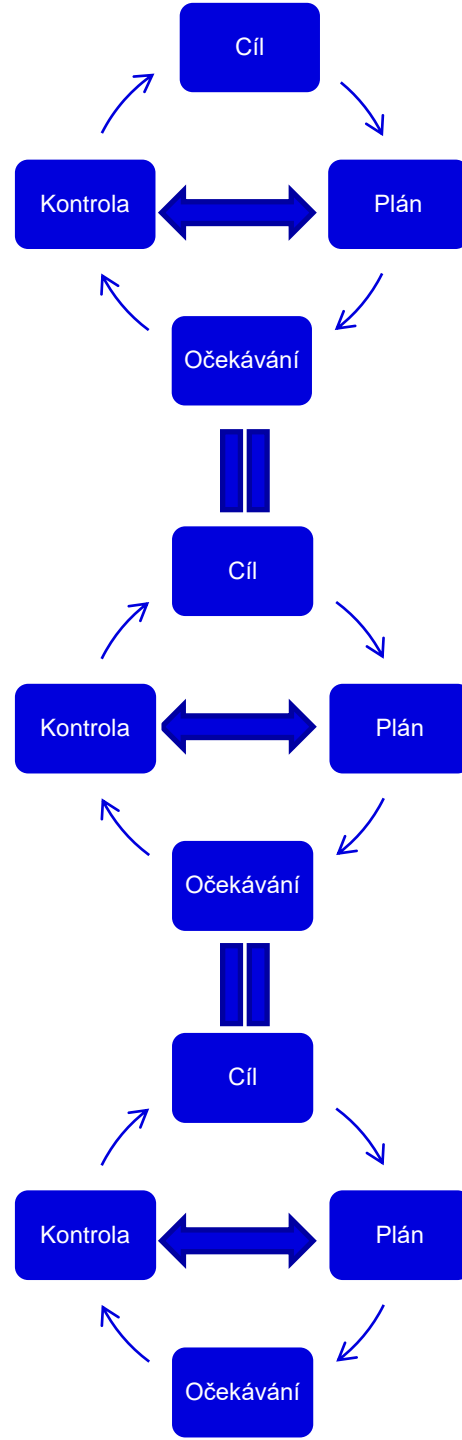 Cíl
Kontrola
Plán
Očekávání
Cíl
Kontrola
Plán
Očekávání
Cíl
Kontrola
Plán
Očekávání